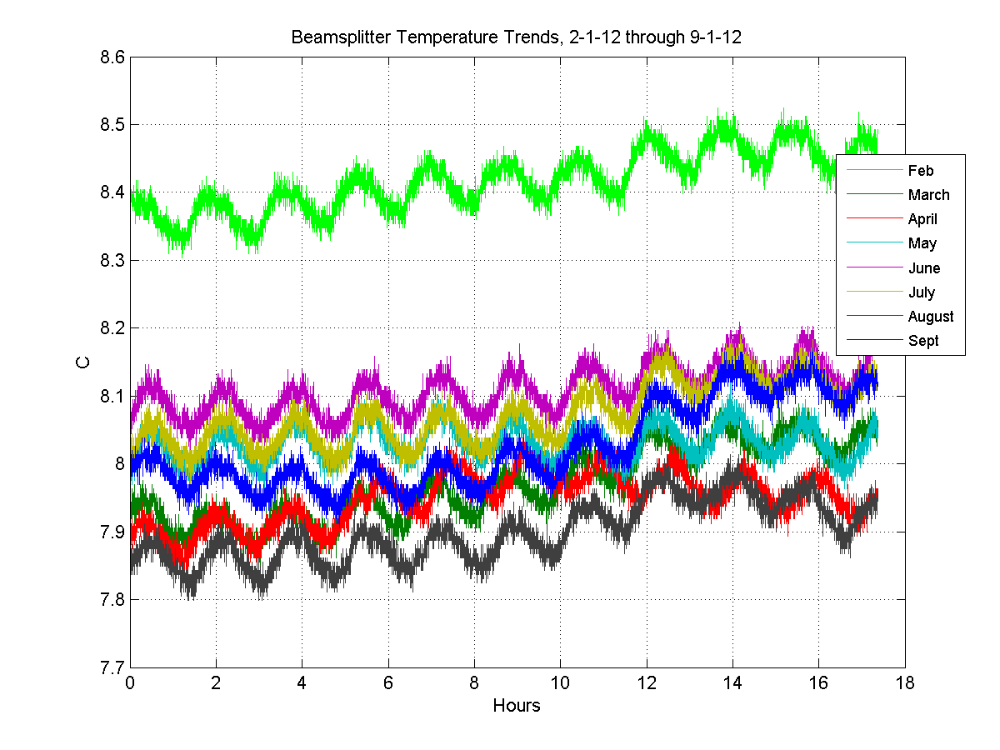 Beamsplitter Temperature Trends, 2-1-12 through 9-1-12
8.6
8.5
8.4
8.3
8.2
8.1
8
7.9
7.8
7.7
C
0 2 4 6 8 10 12 14 16 18
Hours
Feb
March
April
May
June
July
August
Sept